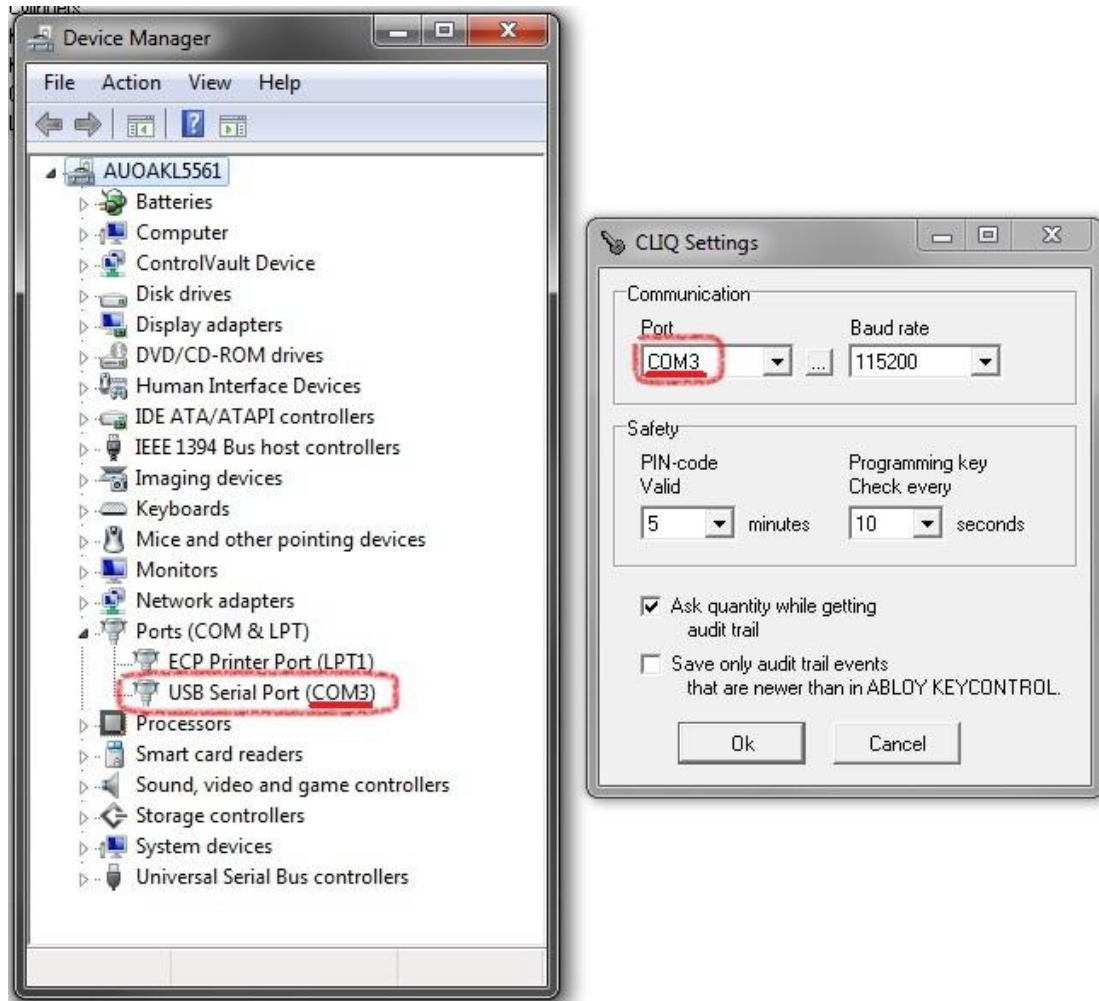 Device Manager
File Action View Help
AUOAKL5561
Batteries
Computer
ControlVault Device
Disk drives
Display adapters
DVD/CD-ROM drives
Human Interface Devices
IDE ATA/ATAPI controllers
IEEE 1394 Bus host controllers
Imaging devices
Keyboards
Mice and other pointing devices
Monitors
Network adapters
Ports (COM & LPT)
ECP Printer Port (LPT1)
USB Serial Port (COM3)
Processors
Smart card readers
Sound, video and game controllers
Storage controllers
System devices
Universal Serial Bus controllers
CLIQ Settings
Communication
Port Baud rate
COM3 ... 115200
Safety
PIN-code Programming key
Valid Check every
5 minutes 10 seconds
Ask quantity while getting
audit trail
Save only audit trail events
that are newer than in ABLOY KEYCONTROL.
Ok Cancel